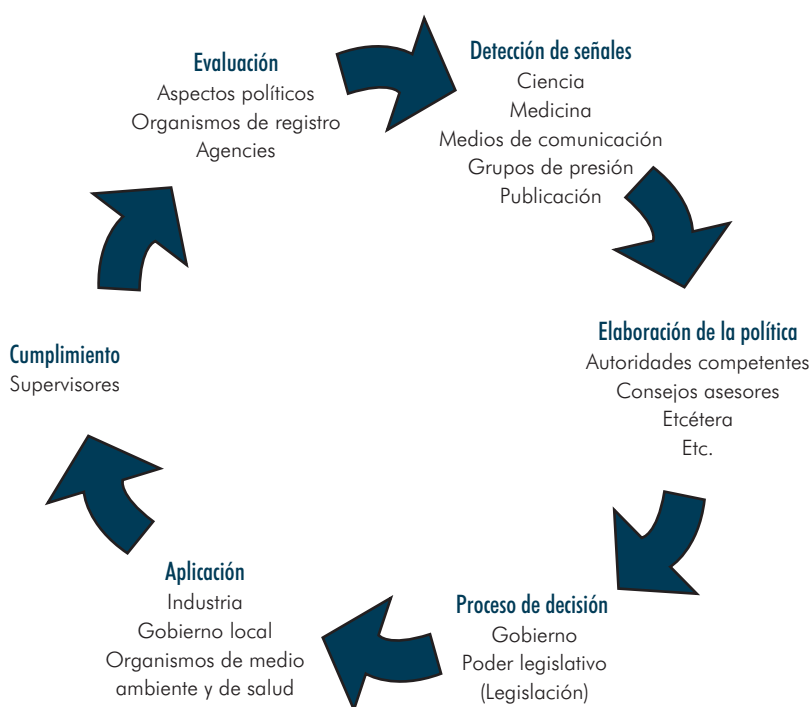 Evaluación
Aspectos políticos
Organismos de registro
Agencies
Detección de señales
Ciencia
Medicina
Medios de comunicación
Grupos de presión
Publicación
Elaboración de la política
Autoridades competentes
Consejos asesores
Etcétera
Etc.
Proceso de decisión
Gobierno
Poder legislativo
(Legislación)
Aplicación
Industria
Gobierno local
Organismos de medio
ambiente y de salud
Cumplimiento
Supervisores